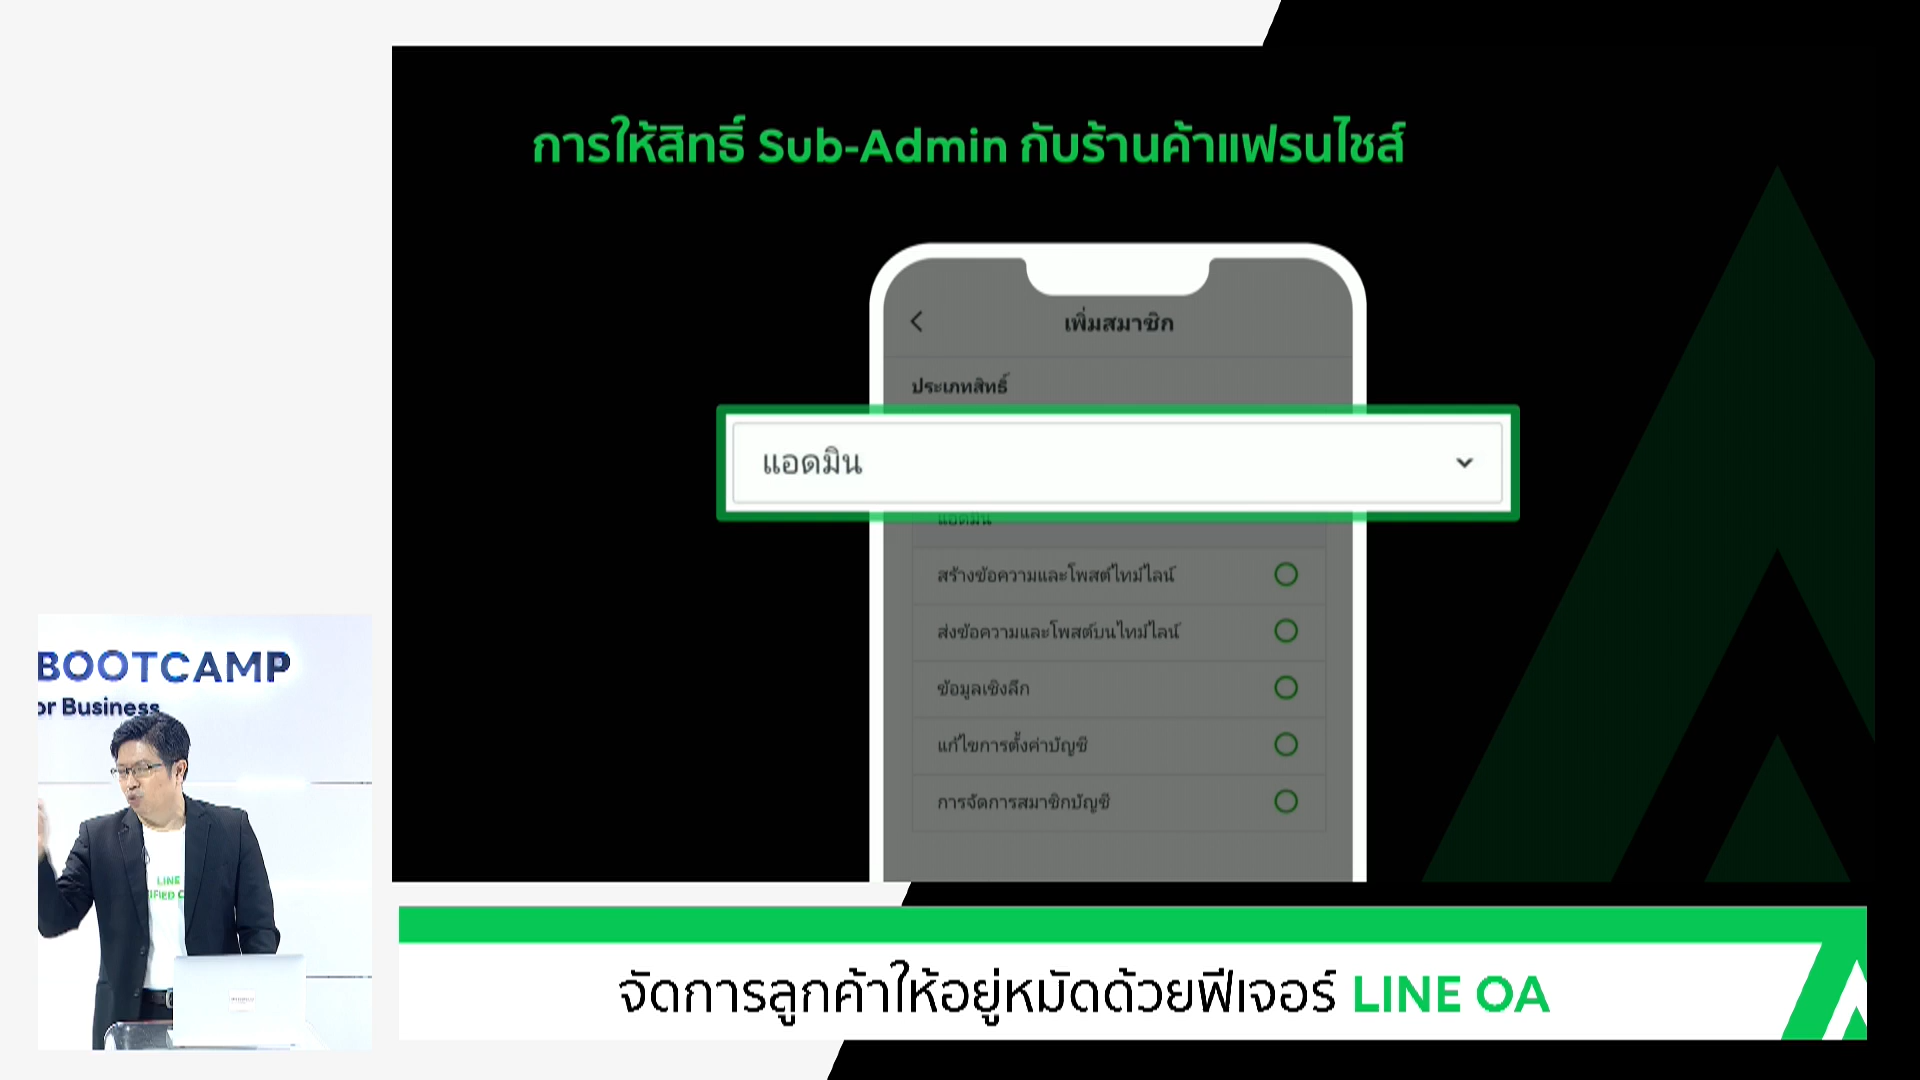 การให้สิทธิ์ Sub-Admin กับร้านค้าแฟรนไชส์
เพิ่มสมาชิก
ประเภทสิทธิ์
แอดมิน
แอดมิน
สร้างข้อความและโพสต์ไทม์ไลน์
ส่งข้อความและโพสต์บนไทม์ไลน์
ข้อมูลเชิงลึก
แก้ไขการตั้งค่าบัญชี
การจัดการสมาชิกบัญชี
BOOTCAMP
or Business
LINE
IFIED C
จัดการลูกค้าให้อยู่หมัดด้วยฟีเจอร์ LINE OA